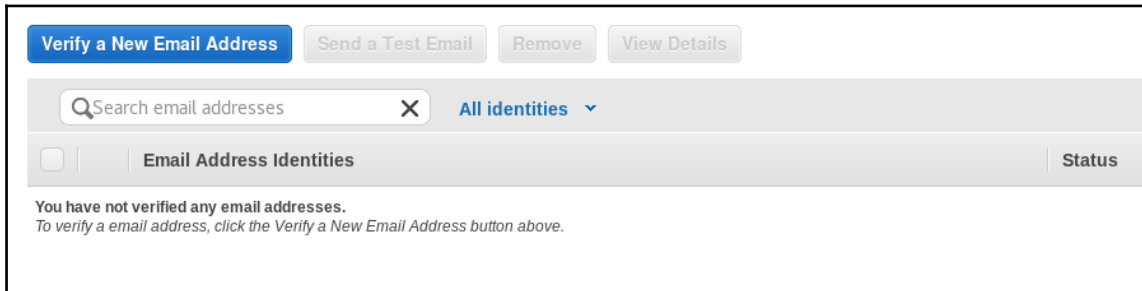 Verify a New Email Address Send a Test Email Remove View Details
Search email addresses All identities
Email Address Identities Status
You have not verified any email addresses.
To verify a email address, click the Verify a New Email Address button above.